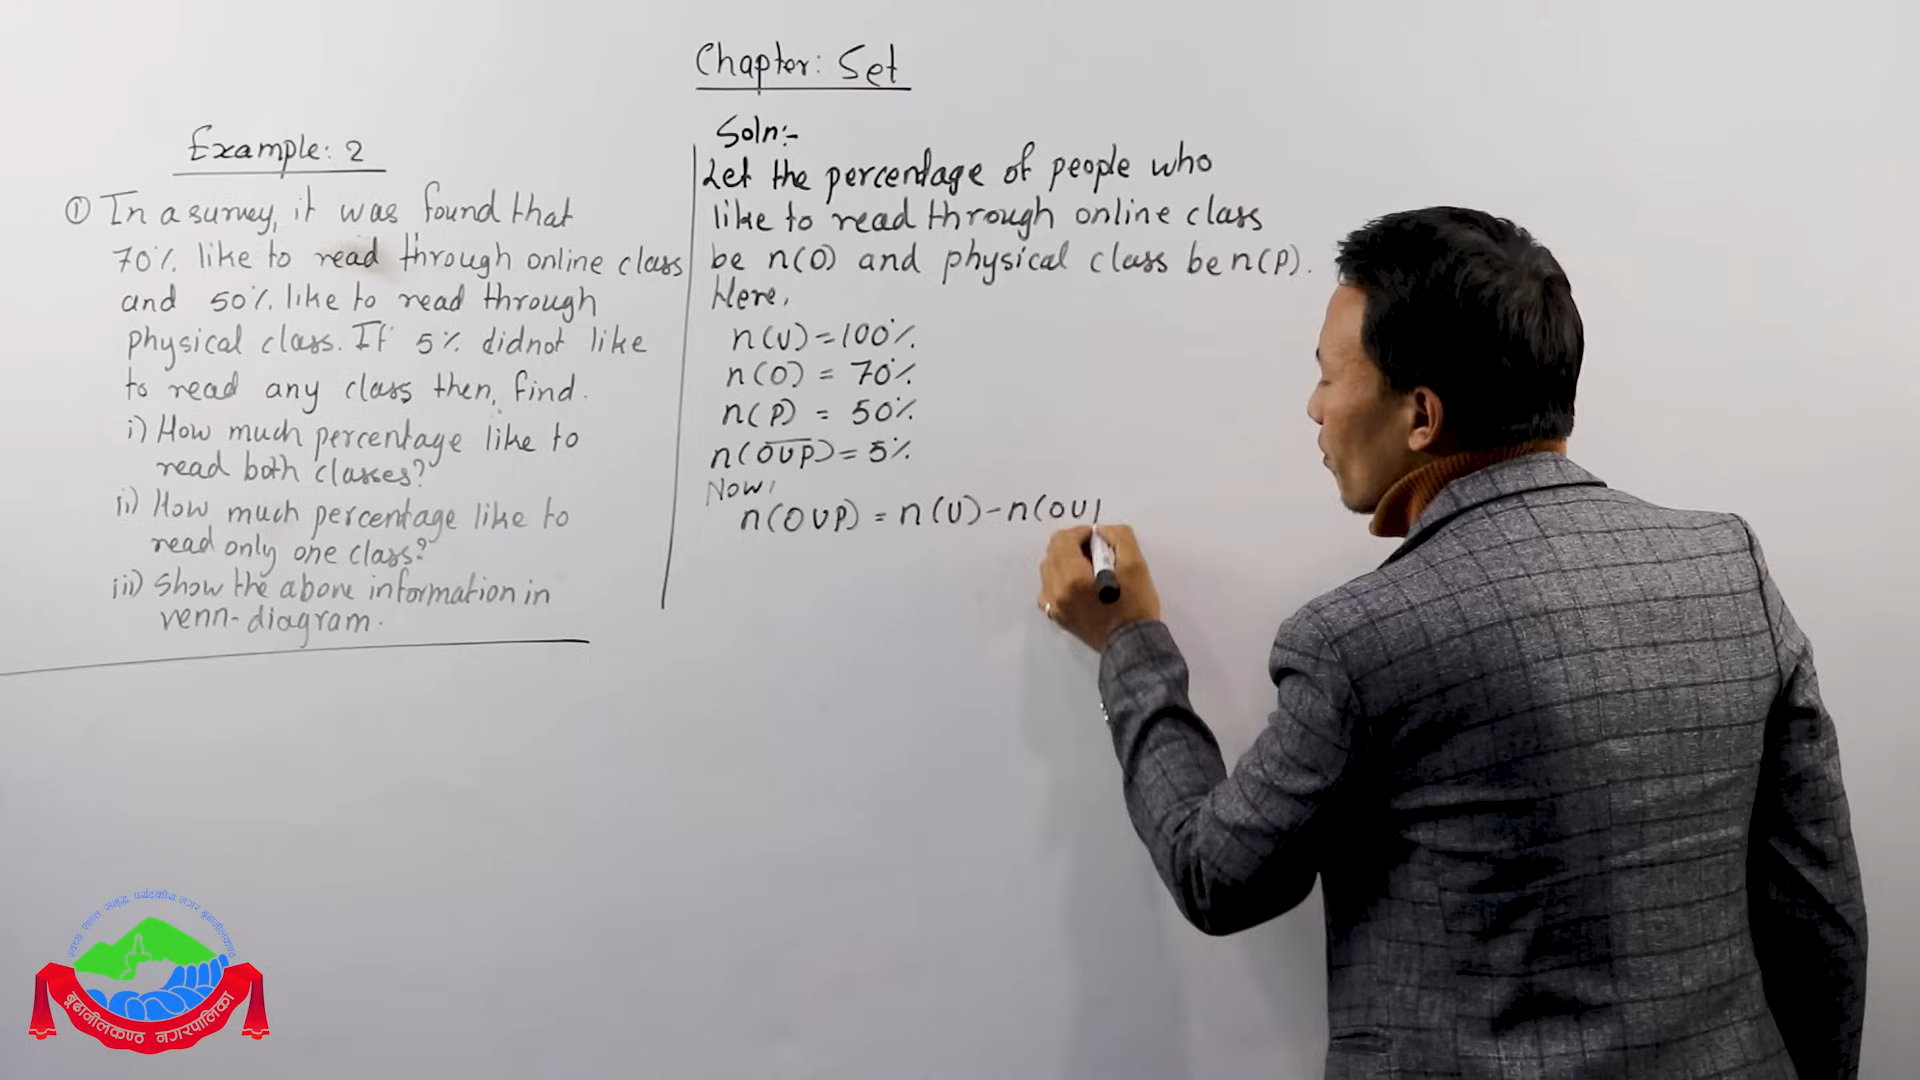 Chapter: Set
Example: 2
① In a survey, it was found that
70% like to read through online class
and 50% like to read through
physical class. If 5% didnot like
to read any class then, find.
i) How much percentage like to
read both classes?
ii) How much percentage like to
read only one class?
iii) Show the above information in
venn-diagram.
Soln:-
Let the percentage of people who
like to read through online class
be n(O) and physical class be n(P).
Here,
n(U) = 100%
n(O) = 70%
n(P) = 50%
n(O̅U̅P̅) = 5%
Now,
n(OUP) = n(U) - n(OU
बुढानीलकण्ठ नगरपालिका